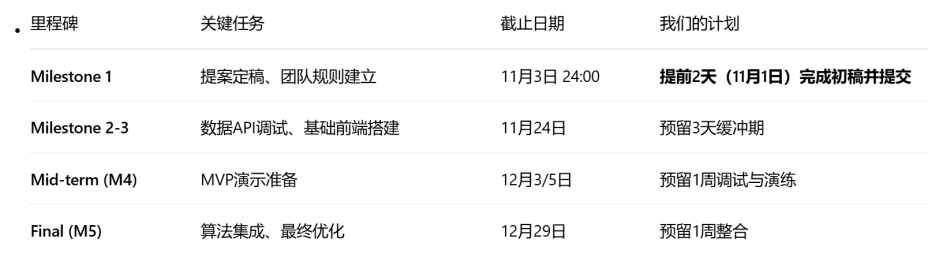 里程碑 关键任务 截止日期 我们的计划
Milestone 1 提案定稿、团队规则建立 11月3日 24:00 提前2天（11月1日）完成初稿并提交
Milestone 2-3 数据API调试、基础前端搭建 11月24日 预留3天缓冲期
Mid-term (M4) MVP演示准备 12月3/5日 预留1周调试与演练
Final (M5) 算法集成、最终优化 12月29日 预留1周整合